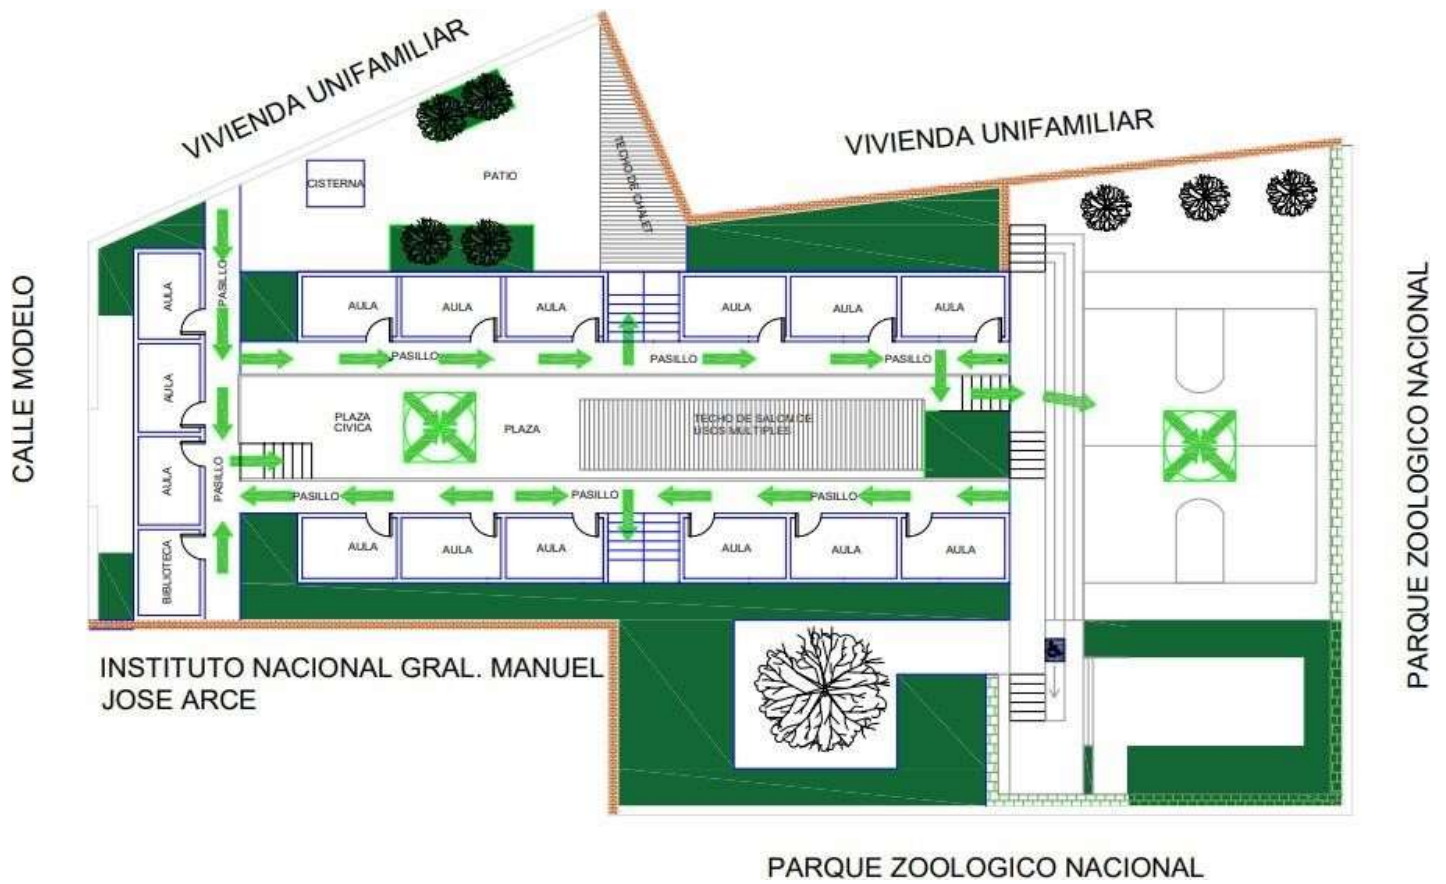 VIVIENDA UNIFAMILIAR
VIVIENDA UNIFAMILIAR
CALLE MODELO
PARQUE ZOOLOGICO NACIONAL
PARQUE ZOOLOGICO NACIONAL
INSTITUTO NACIONAL GRAL. MANUEL
JOSE ARCE
CISTERNA
PATIO
TECHO DE CHALET
PASILLO
AULA
AULA
AULA
BIBLIOTECA
PASILLO
AULA
AULA
AULA
AULA
AULA
AULA
PASILLO
PASILLO
PASILLO
PLAZA
CIVICA
PLAZA
TECHO DE SALON DE
USOS MULTIPLES
PASILLO
PASILLO
PASILLO
AULA
AULA
AULA
AULA
AULA
AULA